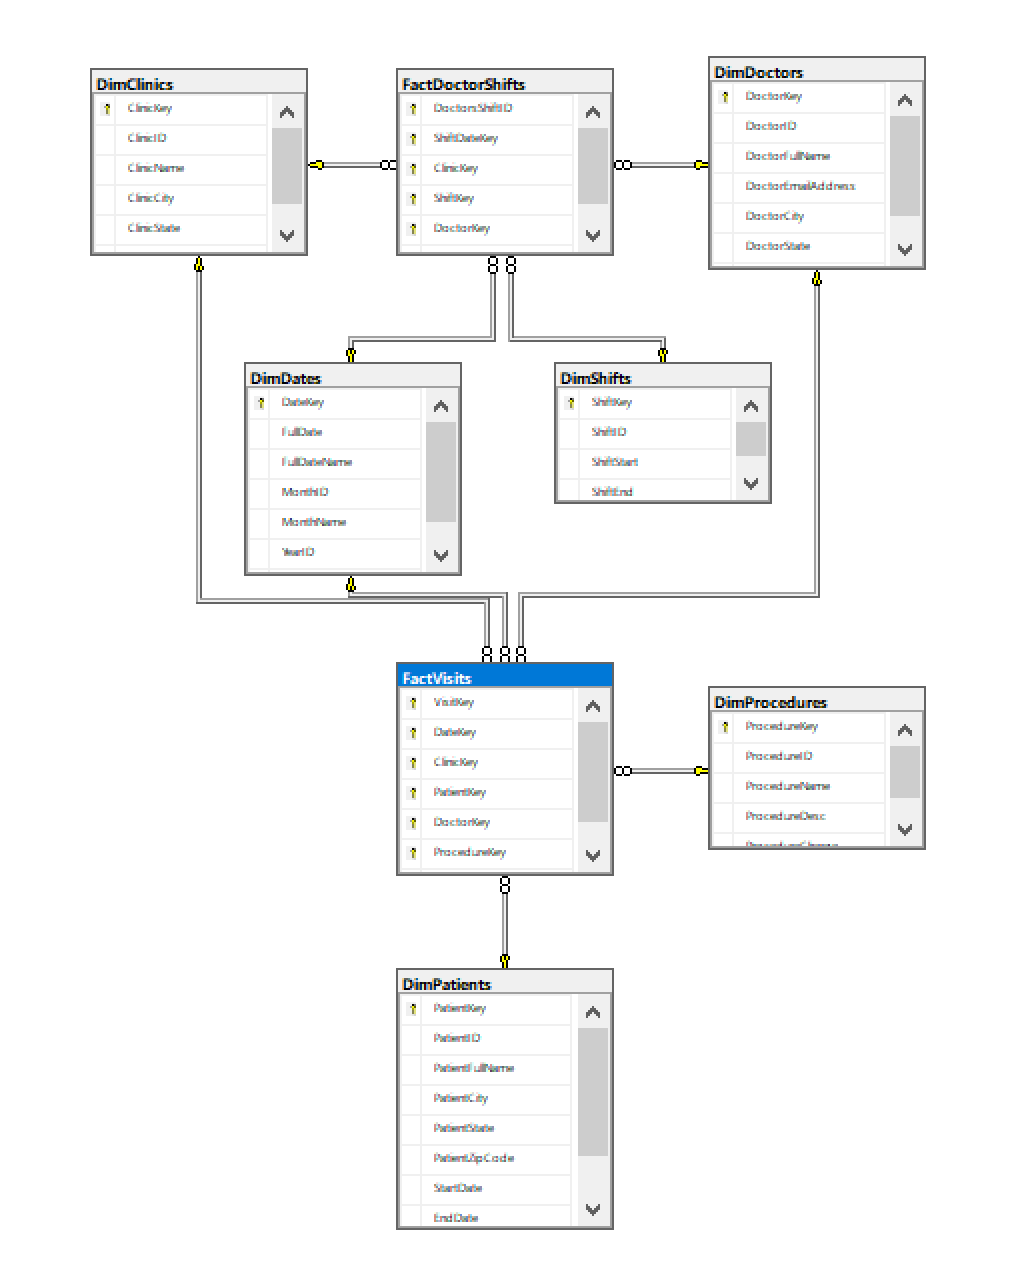 DimClinics
ClinicKey
ClinicID
ClinicName
ClinicCity
ClinicState
FactDoctorShifts
DoctorsShiftID
ShiftDateKey
ClinicKey
ShiftKey
DoctorKey
DimDoctors
DoctorKey
DoctorID
DoctorFullName
DoctorEmailAddress
DoctorCity
DoctorState
DimDates
DateKey
FullDate
FullDateName
MonthID
MonthName
YearID
DimShifts
ShiftKey
ShiftID
ShiftStart
ShiftEnd
FactVisits
VisitKey
DateKey
ClinicKey
PatientKey
DoctorKey
ProcedureKey
DimProcedures
ProcedureKey
ProcedureID
ProcedureName
ProcedureDesc
DimPatients
PatientKey
PatientID
PatientFullName
PatientCity
PatientState
PatientZipCode
StartDate
EndDate